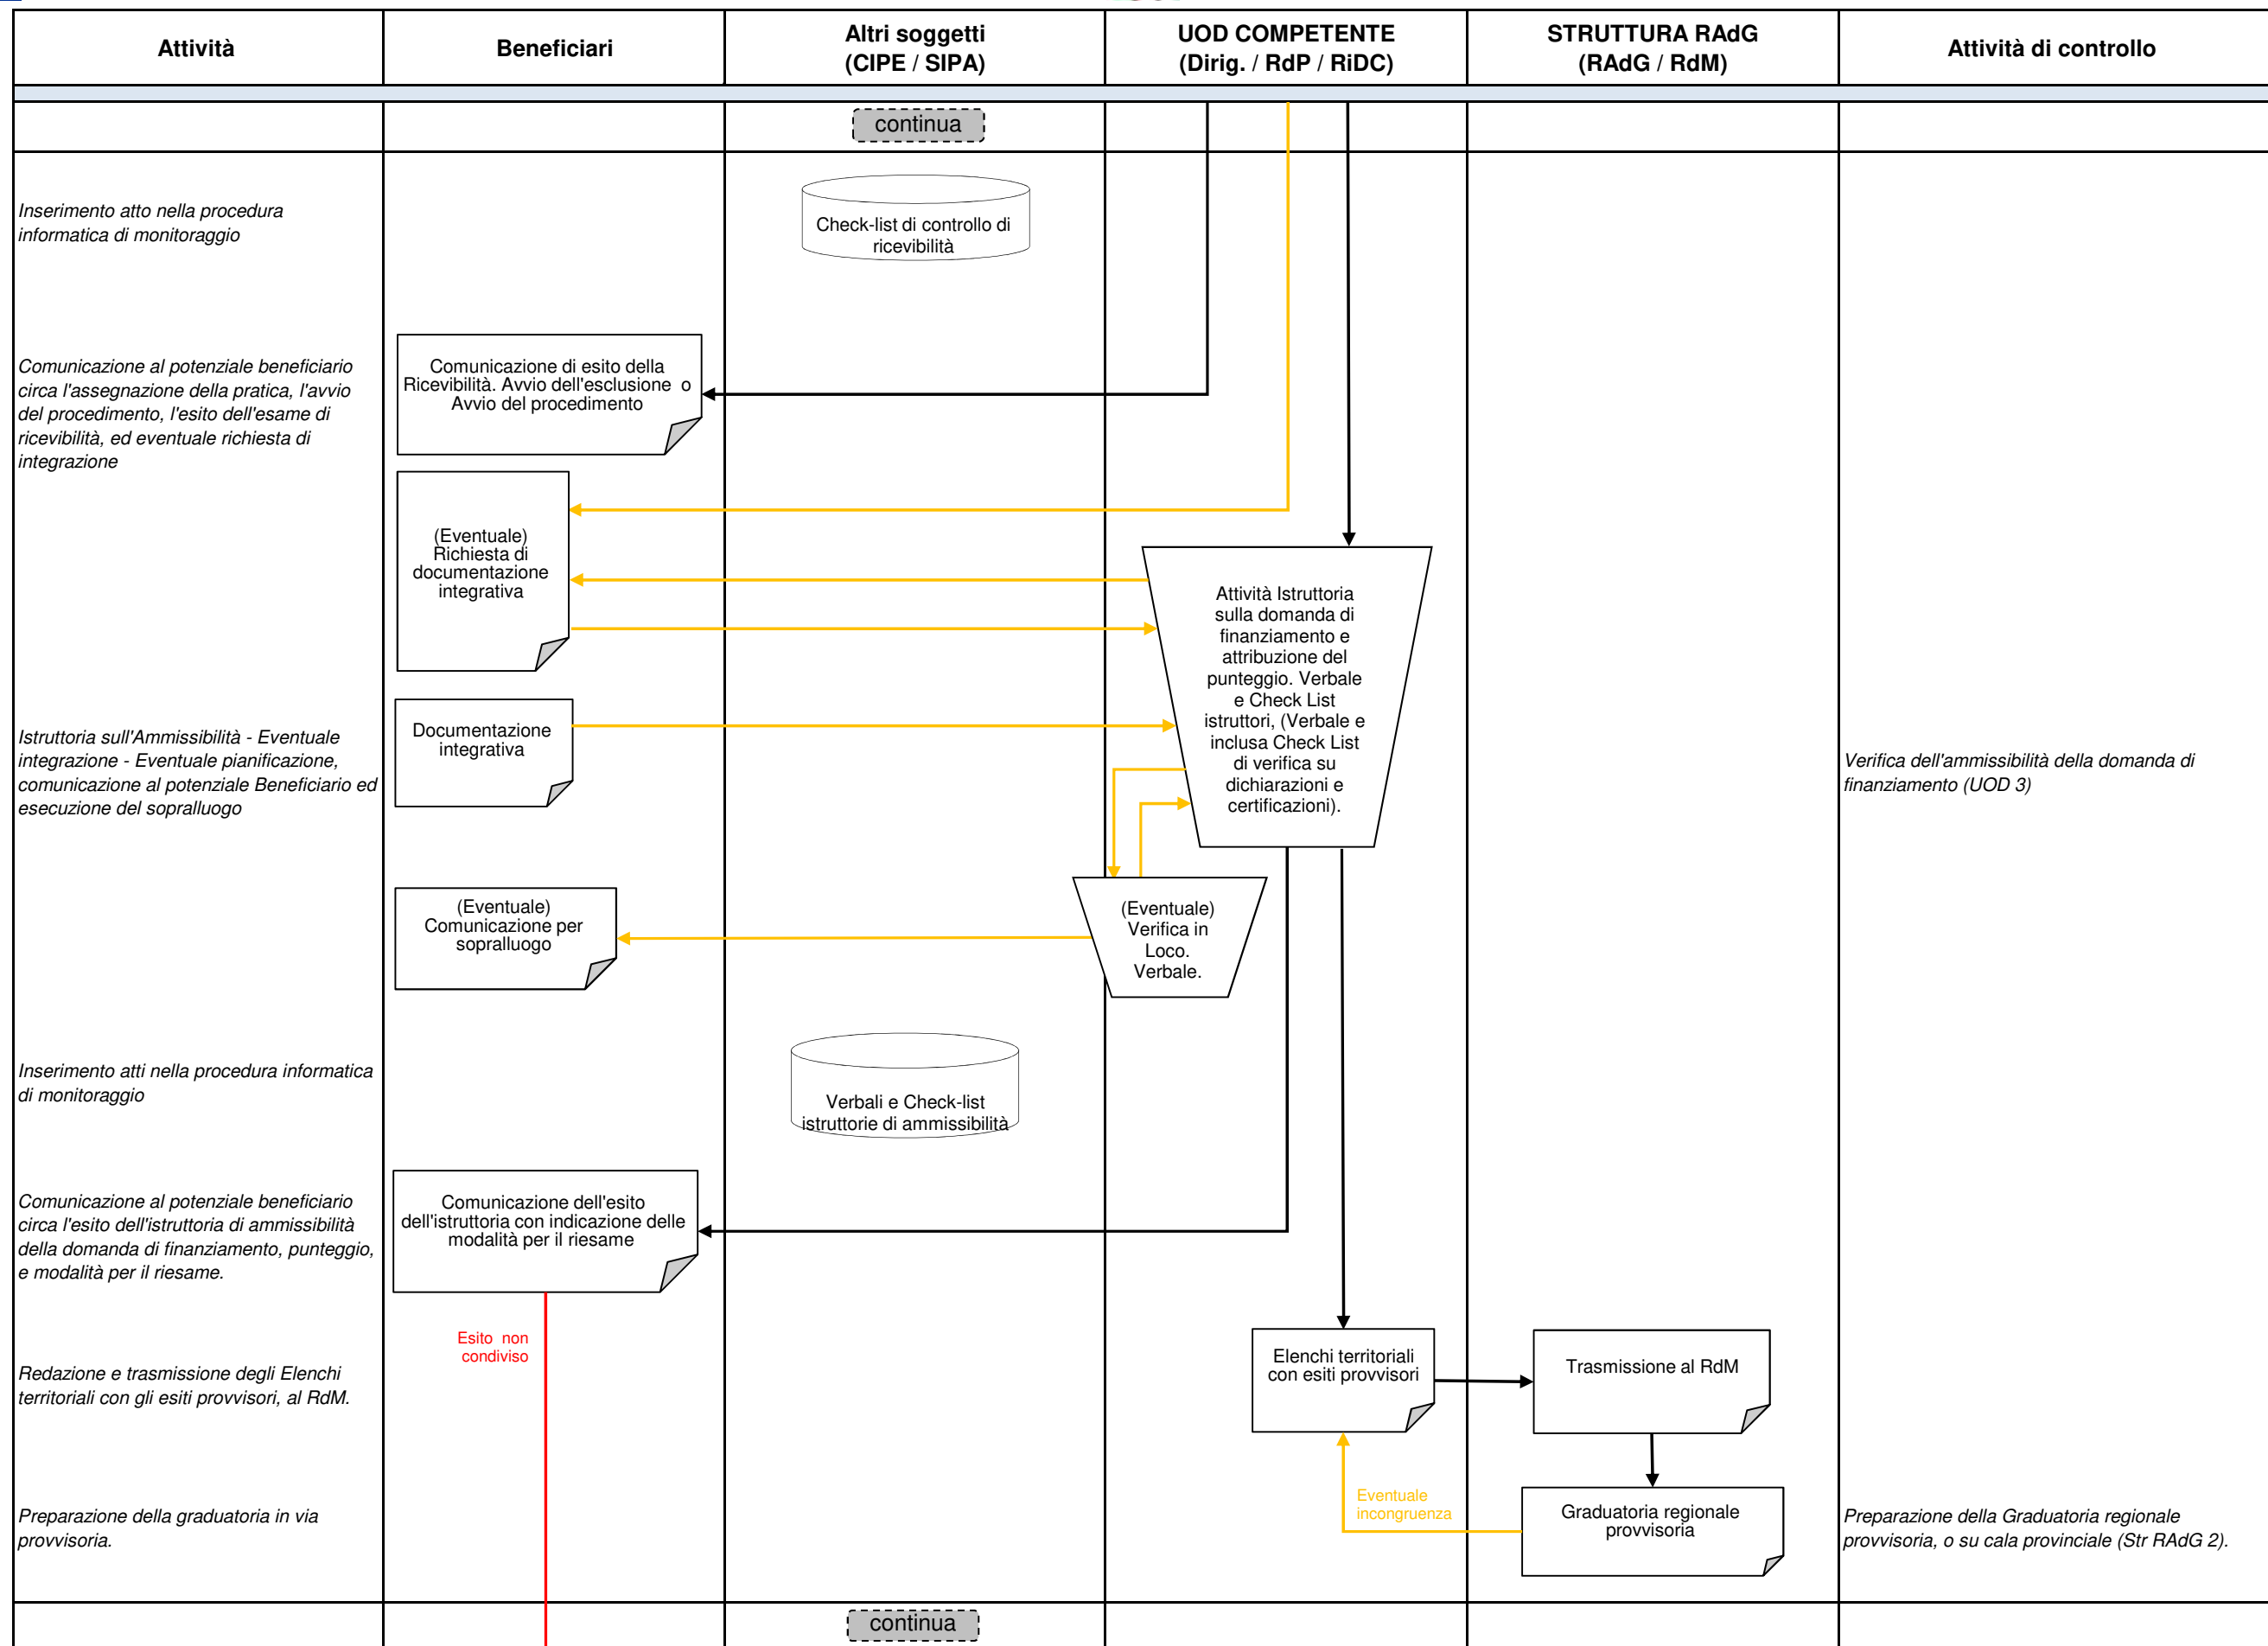 Attività
Beneficiari
Altri soggetti
(CIPE / SIPA)
UOD COMPETENTE
(Dirig. / RdP / RiDC)
STRUTTURA RAdG
(RAdG / RdM)
Attività di controllo
continua
Inserimento atto nella procedura
informatica di monitoraggio
Check-list di controllo di
ricevibilità
Comunicazione al potenziale beneficiario
circa l'assegnazione della pratica, l'avvio
del procedimento, l'esito dell'esame di
ricevibilità, ed eventuale richiesta di
integrazione
Comunicazione di esito della
Ricevibilità. Avvio dell'esclusione o
Avvio del procedimento
(Eventuale)
Richiesta di
documentazione
integrativa
Attività Istruttoria
sulla domanda di
finanziamento e
attribuzione del
punteggio. Verbale
e Check List
istruttori, (Verbale e
inclusa Check List
di verifica su
dichiarazioni e
certificazioni).
Istruttoria sull'Ammissibilità - Eventuale
integrazione - Eventuale pianificazione,
comunicazione al potenziale Beneficiario ed
esecuzione del sopralluogo
Documentazione
integrativa
Verifica dell'ammissibilità della domanda di
finanziamento (UOD 3)
(Eventuale)
Comunicazione per
sopralluogo
(Eventuale)
Verifica in
Loco.
Verbale.
Inserimento atti nella procedura informatica
di monitoraggio
Verbali e Check-list
istruttorie di ammissibilità
Comunicazione al potenziale beneficiario
circa l'esito dell'istruttoria di ammissibilità
della domanda di finanziamento, punteggio,
e modalità per il riesame.
Comunicazione dell'esito
dell'istruttoria con indicazione delle
modalità per il riesame
Esito non
condiviso
Redazione e trasmissione degli Elenchi
territoriali con gli esiti provvisori, al RdM.
Elenchi territoriali
con esiti provvisori
Trasmissione al RdM
Eventuale
incongruenza
Preparazione della graduatoria in via
provvisoria.
Graduatoria regionale
provvisoria
Preparazione della Graduatoria regionale
provvisoria, o su cala provinciale (Str RAdG 2).
continua